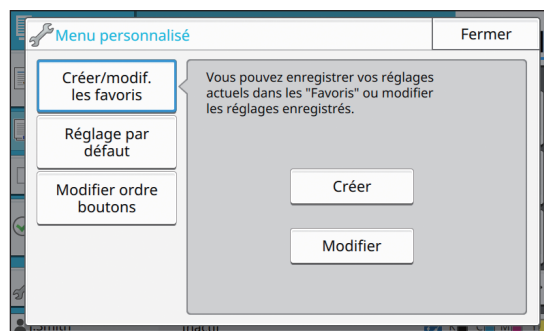 Menu personnalisé
Fermer
Créer/modif.
les favoris
Vous pouvez enregistrer vos réglages
actuels dans les "Favoris" ou modifier
les réglages enregistrés.
Réglage par
défaut
Modifier ordre
boutons
Créer
Modifier